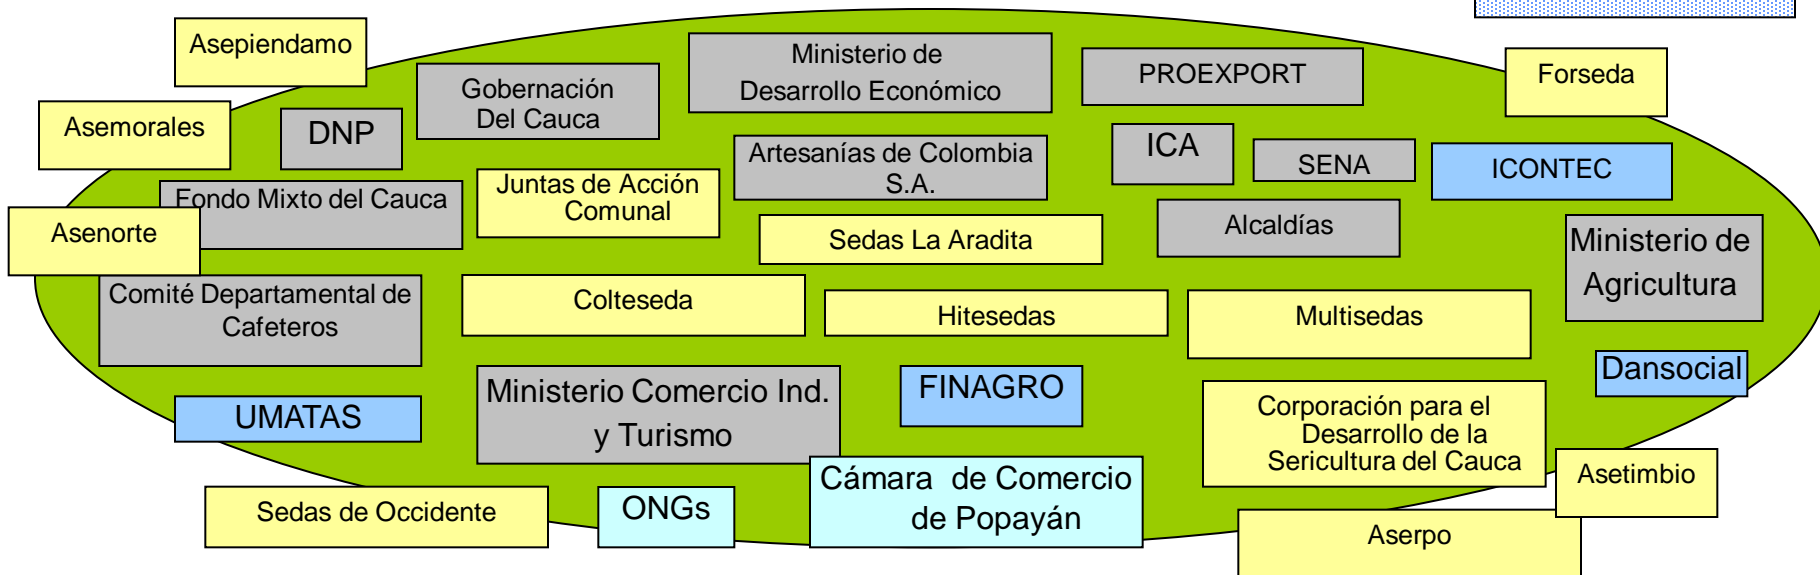 Asepiendamo
Ministerio de
Desarrollo Económico
PROEXPORT
Forseda
Gobernación
Del Cauca
Asemorales
DNP
Artesanías de Colombia
S.A.
ICA
SENA
ICONTEC
Fondo Mixto del Cauca
Juntas de Acción
Comunal
Asenorte
Sedas La Aradita
Alcaldías
Ministerio de
Agricultura
Comité Departamental de
Cafeteros
Colteseda
Hitesedas
Multisedas
Dansocial
UMATAS
Ministerio Comercio Ind.
y Turismo
FINAGRO
Corporación para el
Desarrollo de la
Sericultura del Cauca
Asetimbio
Sedas de Occidente
ONGs
Cámara de Comercio
de Popayán
Aserpo